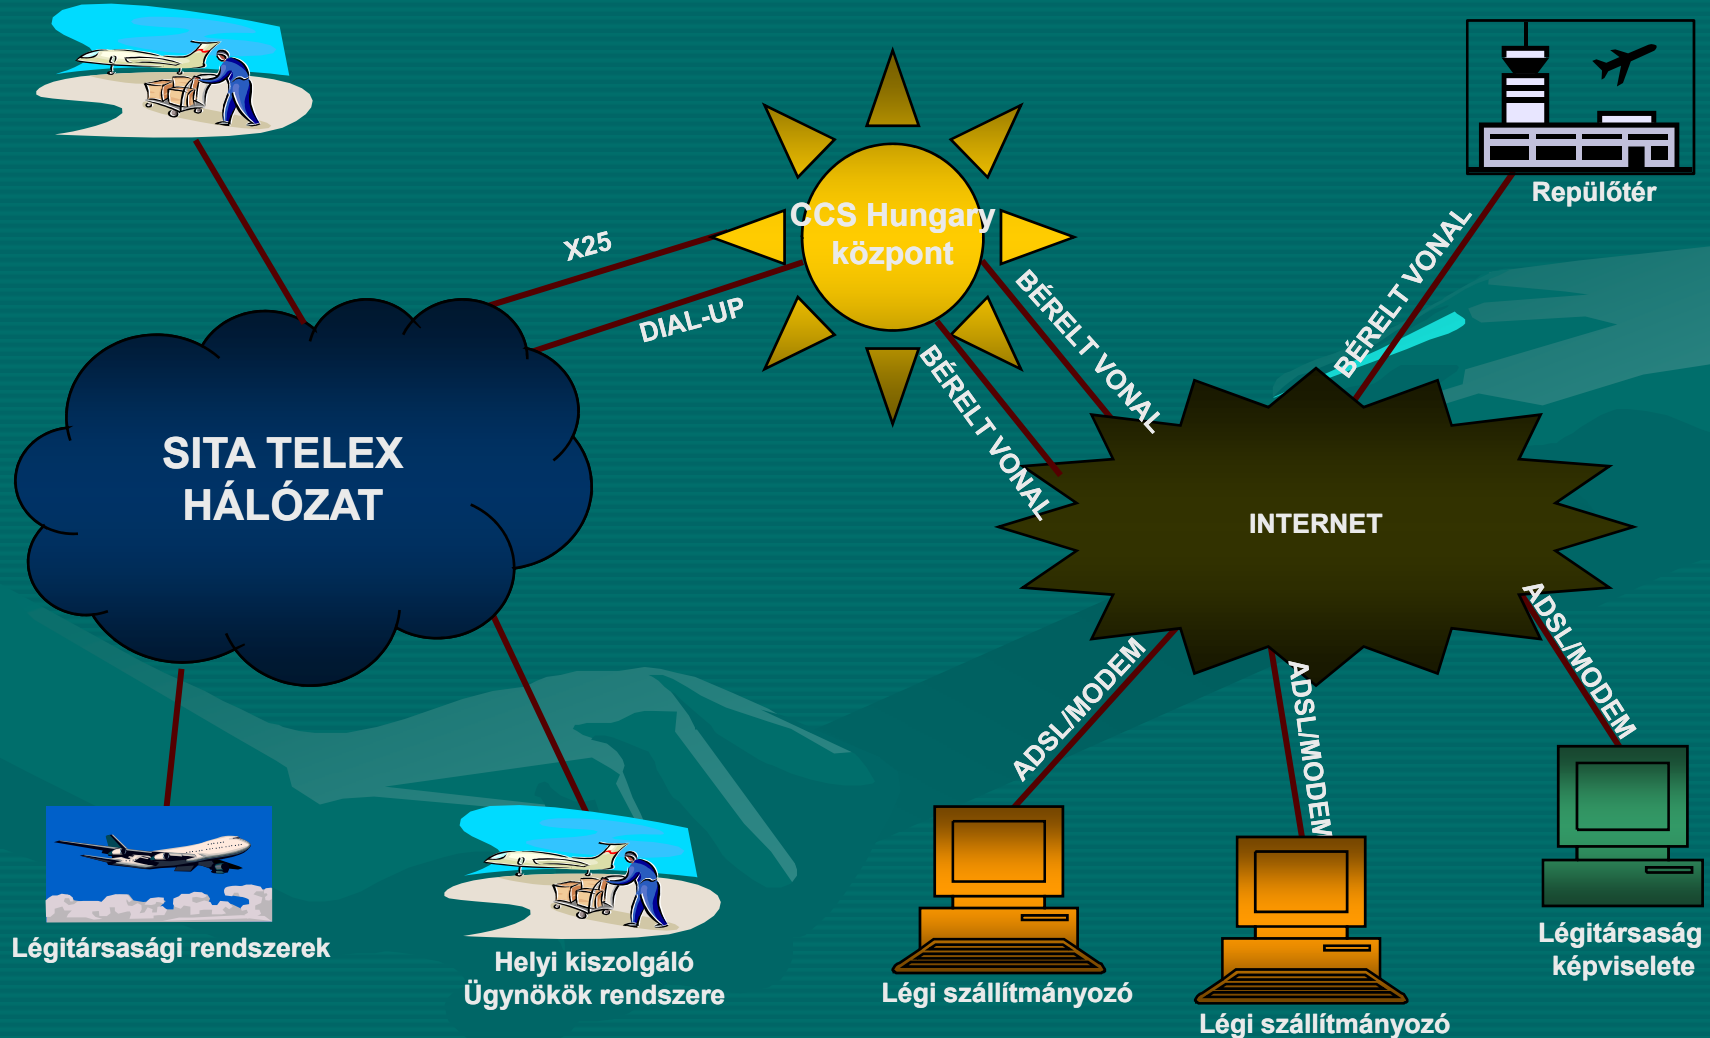 Repülőtér
CCS Hungary
központ
X25
DIAL-UP
BÉRELT VONAL
BÉRELT VONAL
BÉRELT VONAL
SITA TELEX
HÁLÓZAT
INTERNET
ADSL/MODEM
ADSL/MODEM
ADSL/MODEM
Légitársasági rendszerek
Helyi kiszolgáló
Ügynökök rendszere
Légi szállítmányozó
Légi szállítmányozó
Légitársaság
képviselete